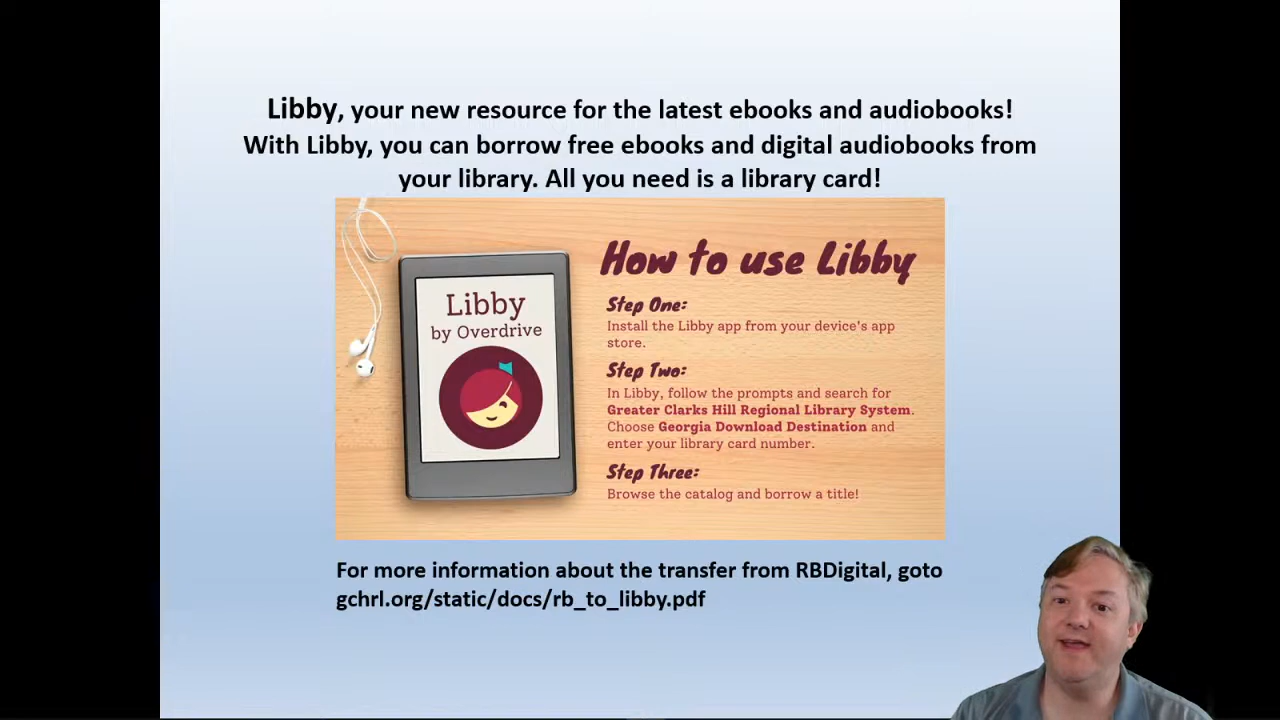 Libby, your new resource for the latest ebooks and audiobooks!
With Libby, you can borrow free ebooks and digital audiobooks from
your library. All you need is a library card!
How to use Libby
Libby
by Overdrive
Step One:
Install the Libby app from your device's app
store.
Step Two:
In Libby, follow the prompts and search for
Greater Clarks Hill Regional Library System.
Choose Georgia Download Destination and
enter your library card number.
Step Three:
Browse the catalog and borrow a title!
For more information about the transfer from RBDigital, goto
gchrl.org/static/docs/rb_to_libby.pdf